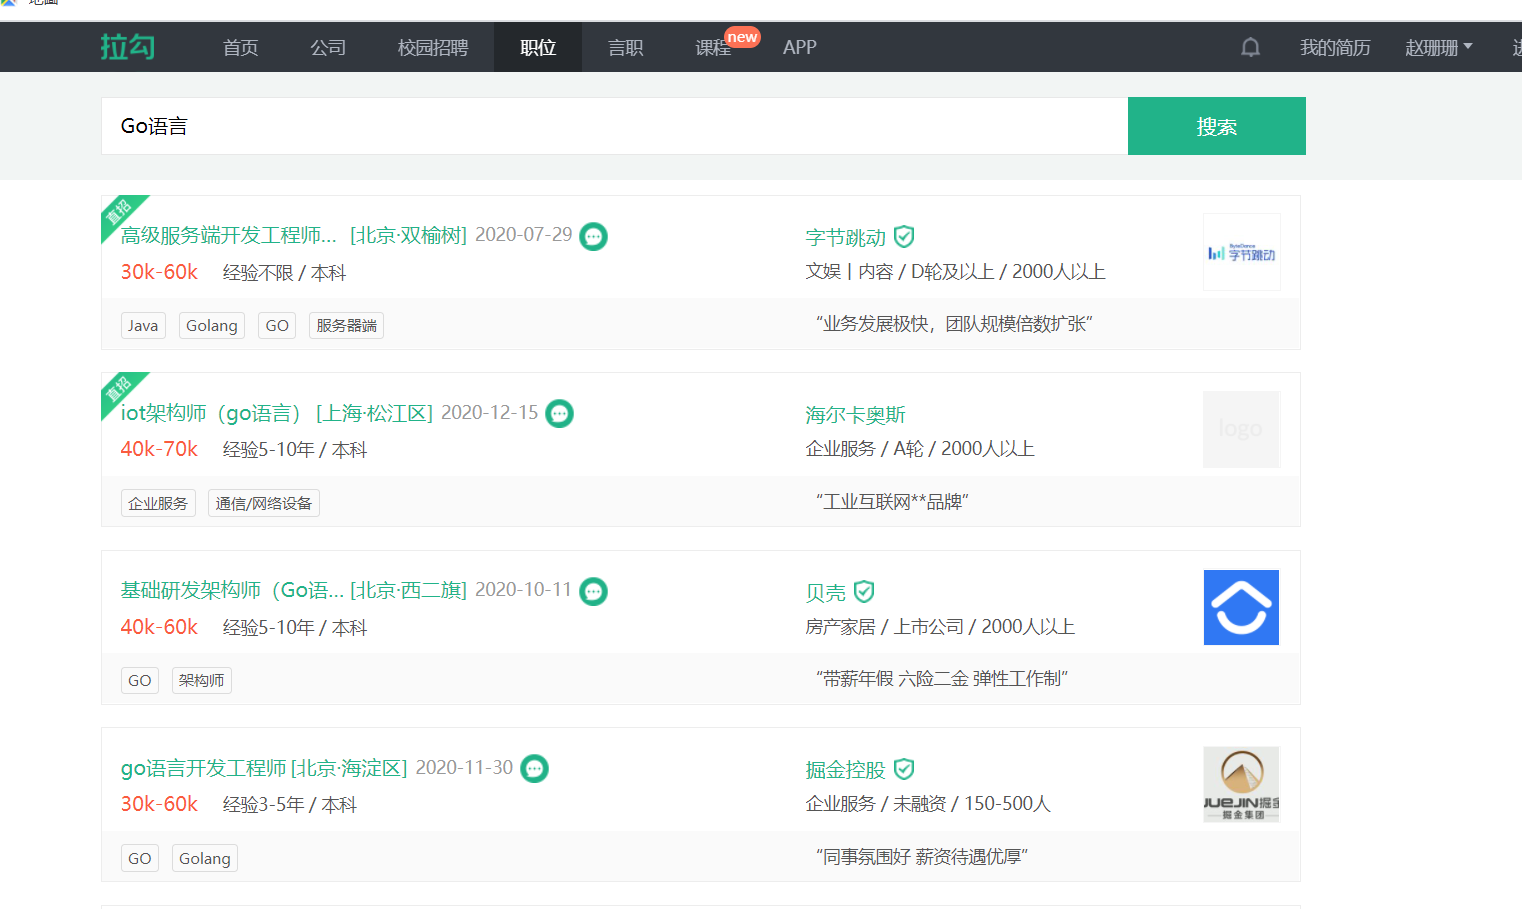 拉勾 首页 公司 校园招聘 职位 言职 课程 new APP 我的简历 赵珊珊
Go语言 搜索
直招
高级服务端开发工程师... [北京·双榆树] 2020-07-29
字节跳动
30k-60k 经验不限 / 本科
文娱丨内容 / D轮及以上 / 2000人以上
ByteDance 字节跳动
Java Golang GO 服务器端
“业务发展极快，团队规模倍数扩张”
直招
iot架构师（go语言） [上海·松江区] 2020-12-15
海尔卡奥斯
40k-70k 经验5-10年 / 本科
企业服务 / A轮 / 2000人以上
logo
企业服务 通信/网络设备
“工业互联网**品牌”
基础研发架构师（Go语... [北京·西二旗] 2020-10-11
贝壳
40k-60k 经验5-10年 / 本科
房产家居 / 上市公司 / 2000人以上
GO 架构师
“带薪年假 六险二金 弹性工作制”
go语言开发工程师 [北京·海淀区] 2020-11-30
掘金控股
30k-60k 经验3-5年 / 本科
企业服务 / 未融资 / 150-500人
JUEJIN掘金
掘金集团
GO Golang
“同事氛围好 薪资待遇优厚”